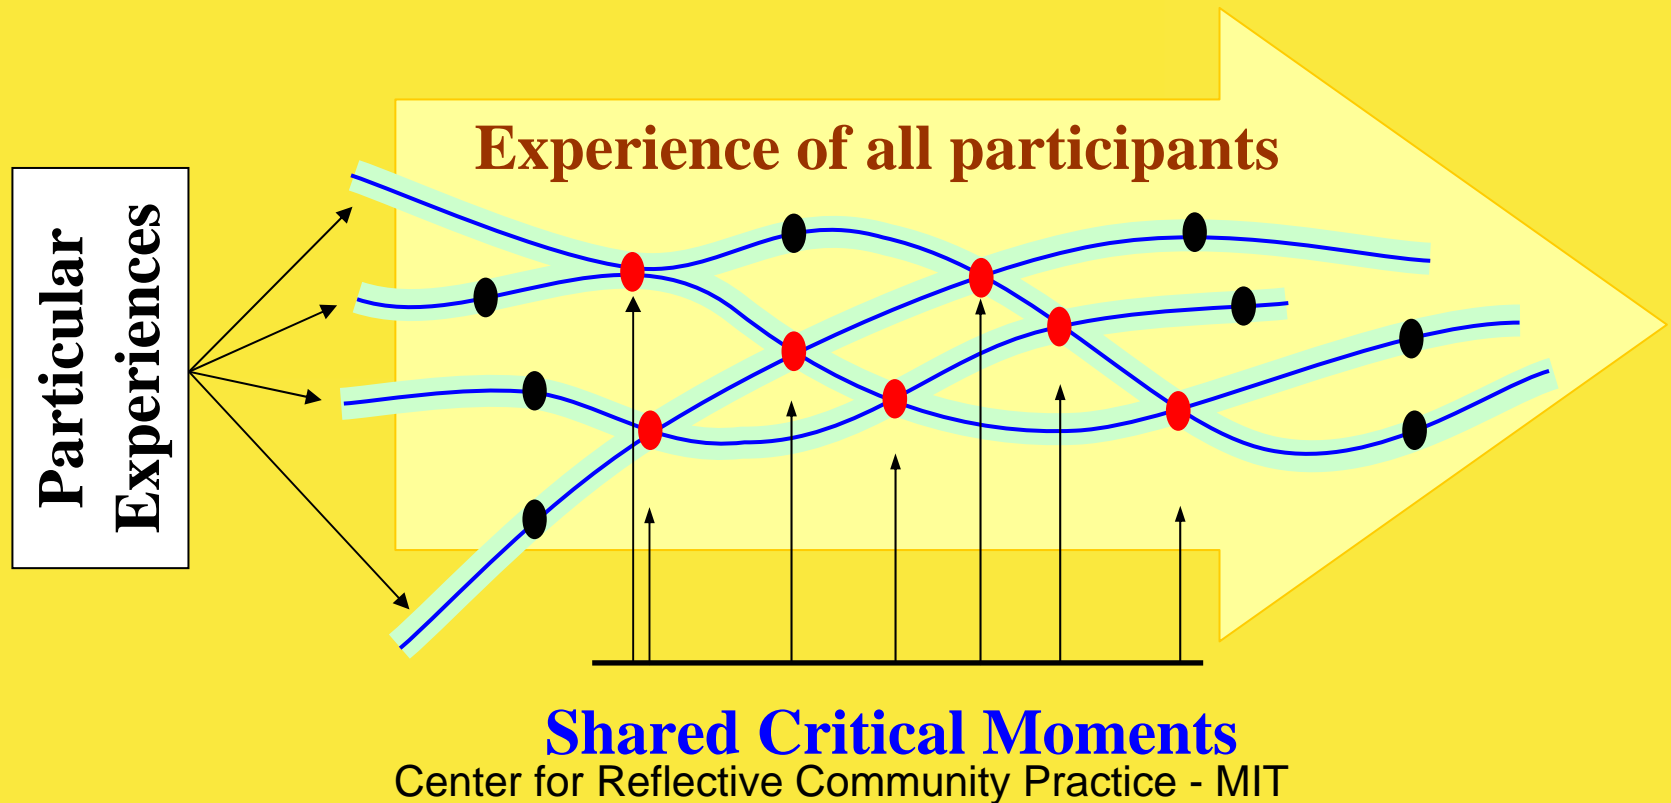 Particular
Experiences
Experience of all participants
Shared Critical Moments
Center for Reflective Community Practice - MIT